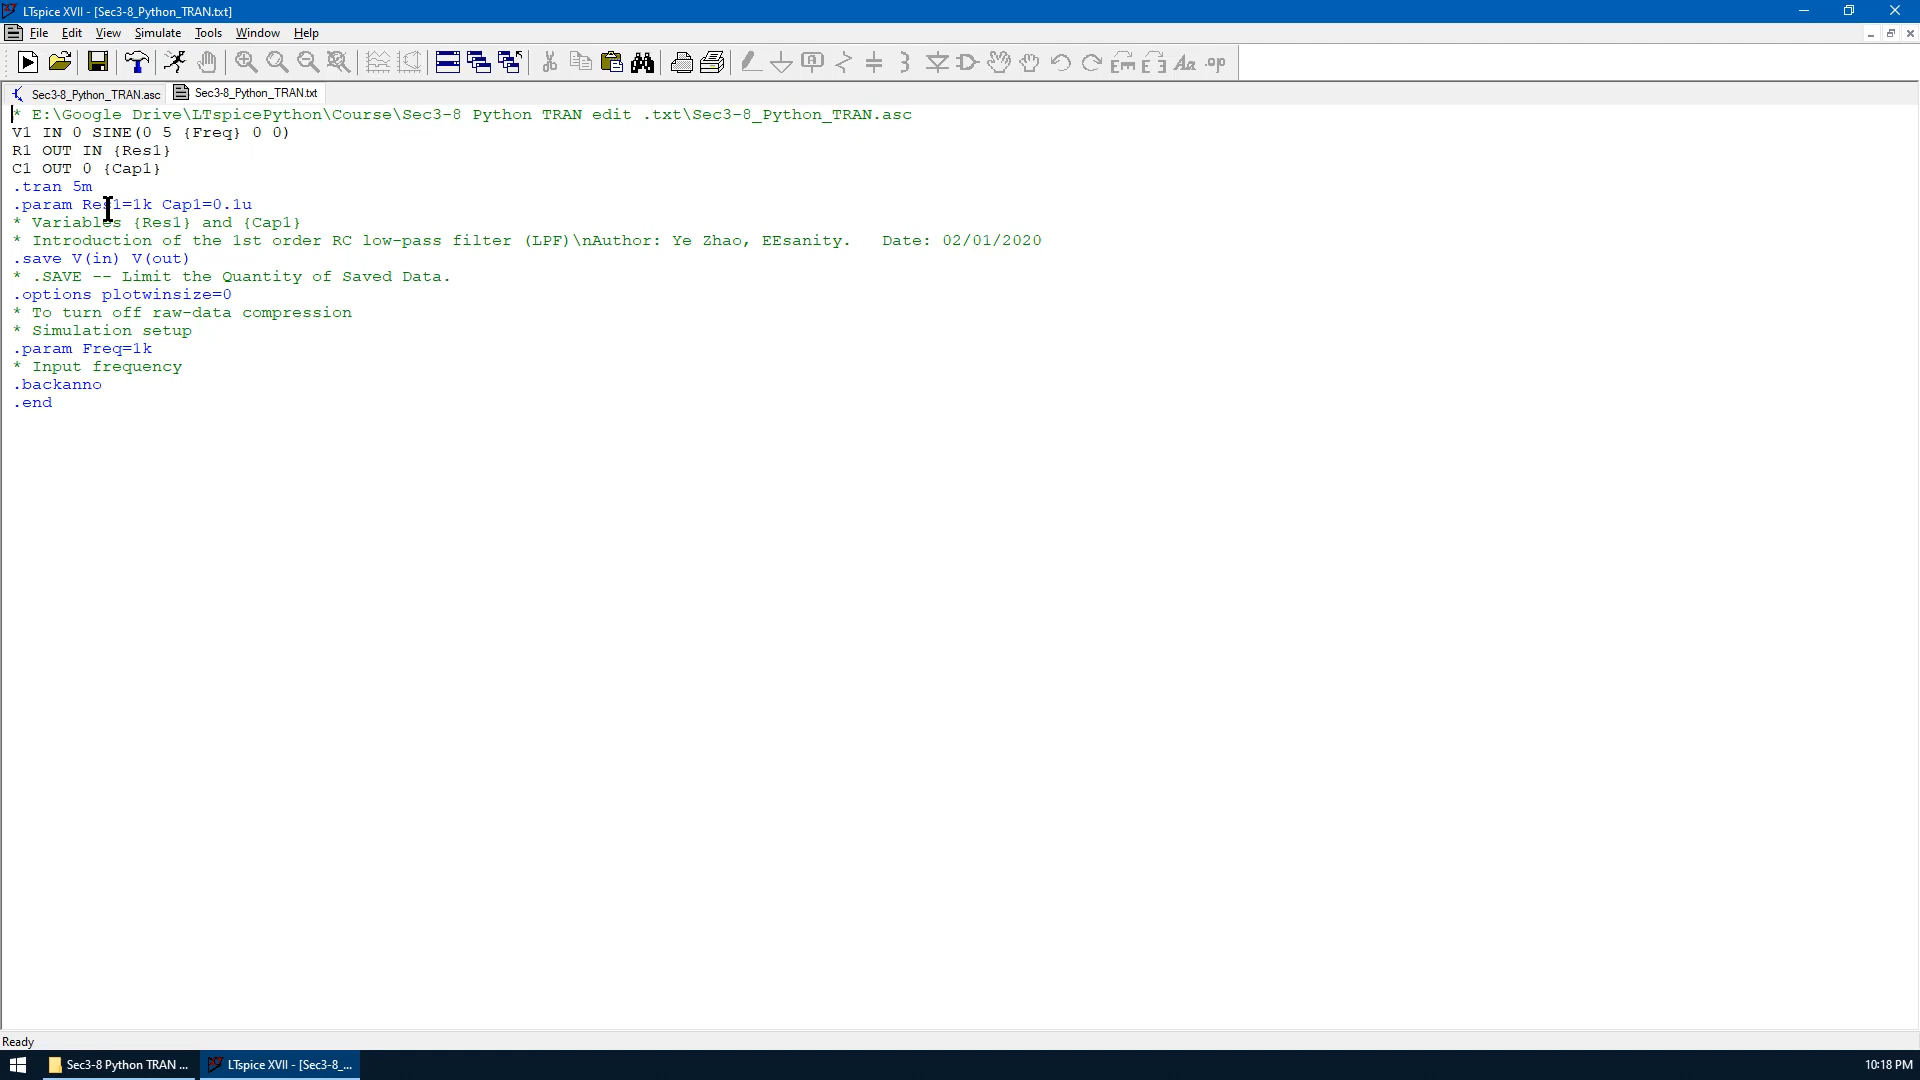 LTspice XVII - [Sec3-8_Python_TRAN.txt]
File Edit View Simulate Tools Window Help
Aa .op
Sec3-8_Python_TRAN.asc Sec3-8_Python_TRAN.txt
* E:\Google Drive\LTspicePython\Course\Sec3-8 Python TRAN edit .txt\Sec3-8_Python_TRAN.asc
V1 IN 0 SINE(0 5 {Freq} 0 0)
R1 OUT IN {Res1}
C1 OUT 0 {Cap1}
.tran 5m
.param Res1=1k Cap1=0.1u
* Variables {Res1} and {Cap1}
* Introduction of the 1st order RC low-pass filter (LPF)\nAuthor: Ye Zhao, EEsanity.   Date: 02/01/2020
.save V(in) V(out)
* .SAVE -- Limit the Quantity of Saved Data.
.options plotwinsize=0
* To turn off raw-data compression
* Simulation setup
.param Freq=1k
* Input frequency
.backanno
.end
Ready
Sec3-8 Python TRAN ... LTspice XVII - [Sec3-8_... 10:18 PM